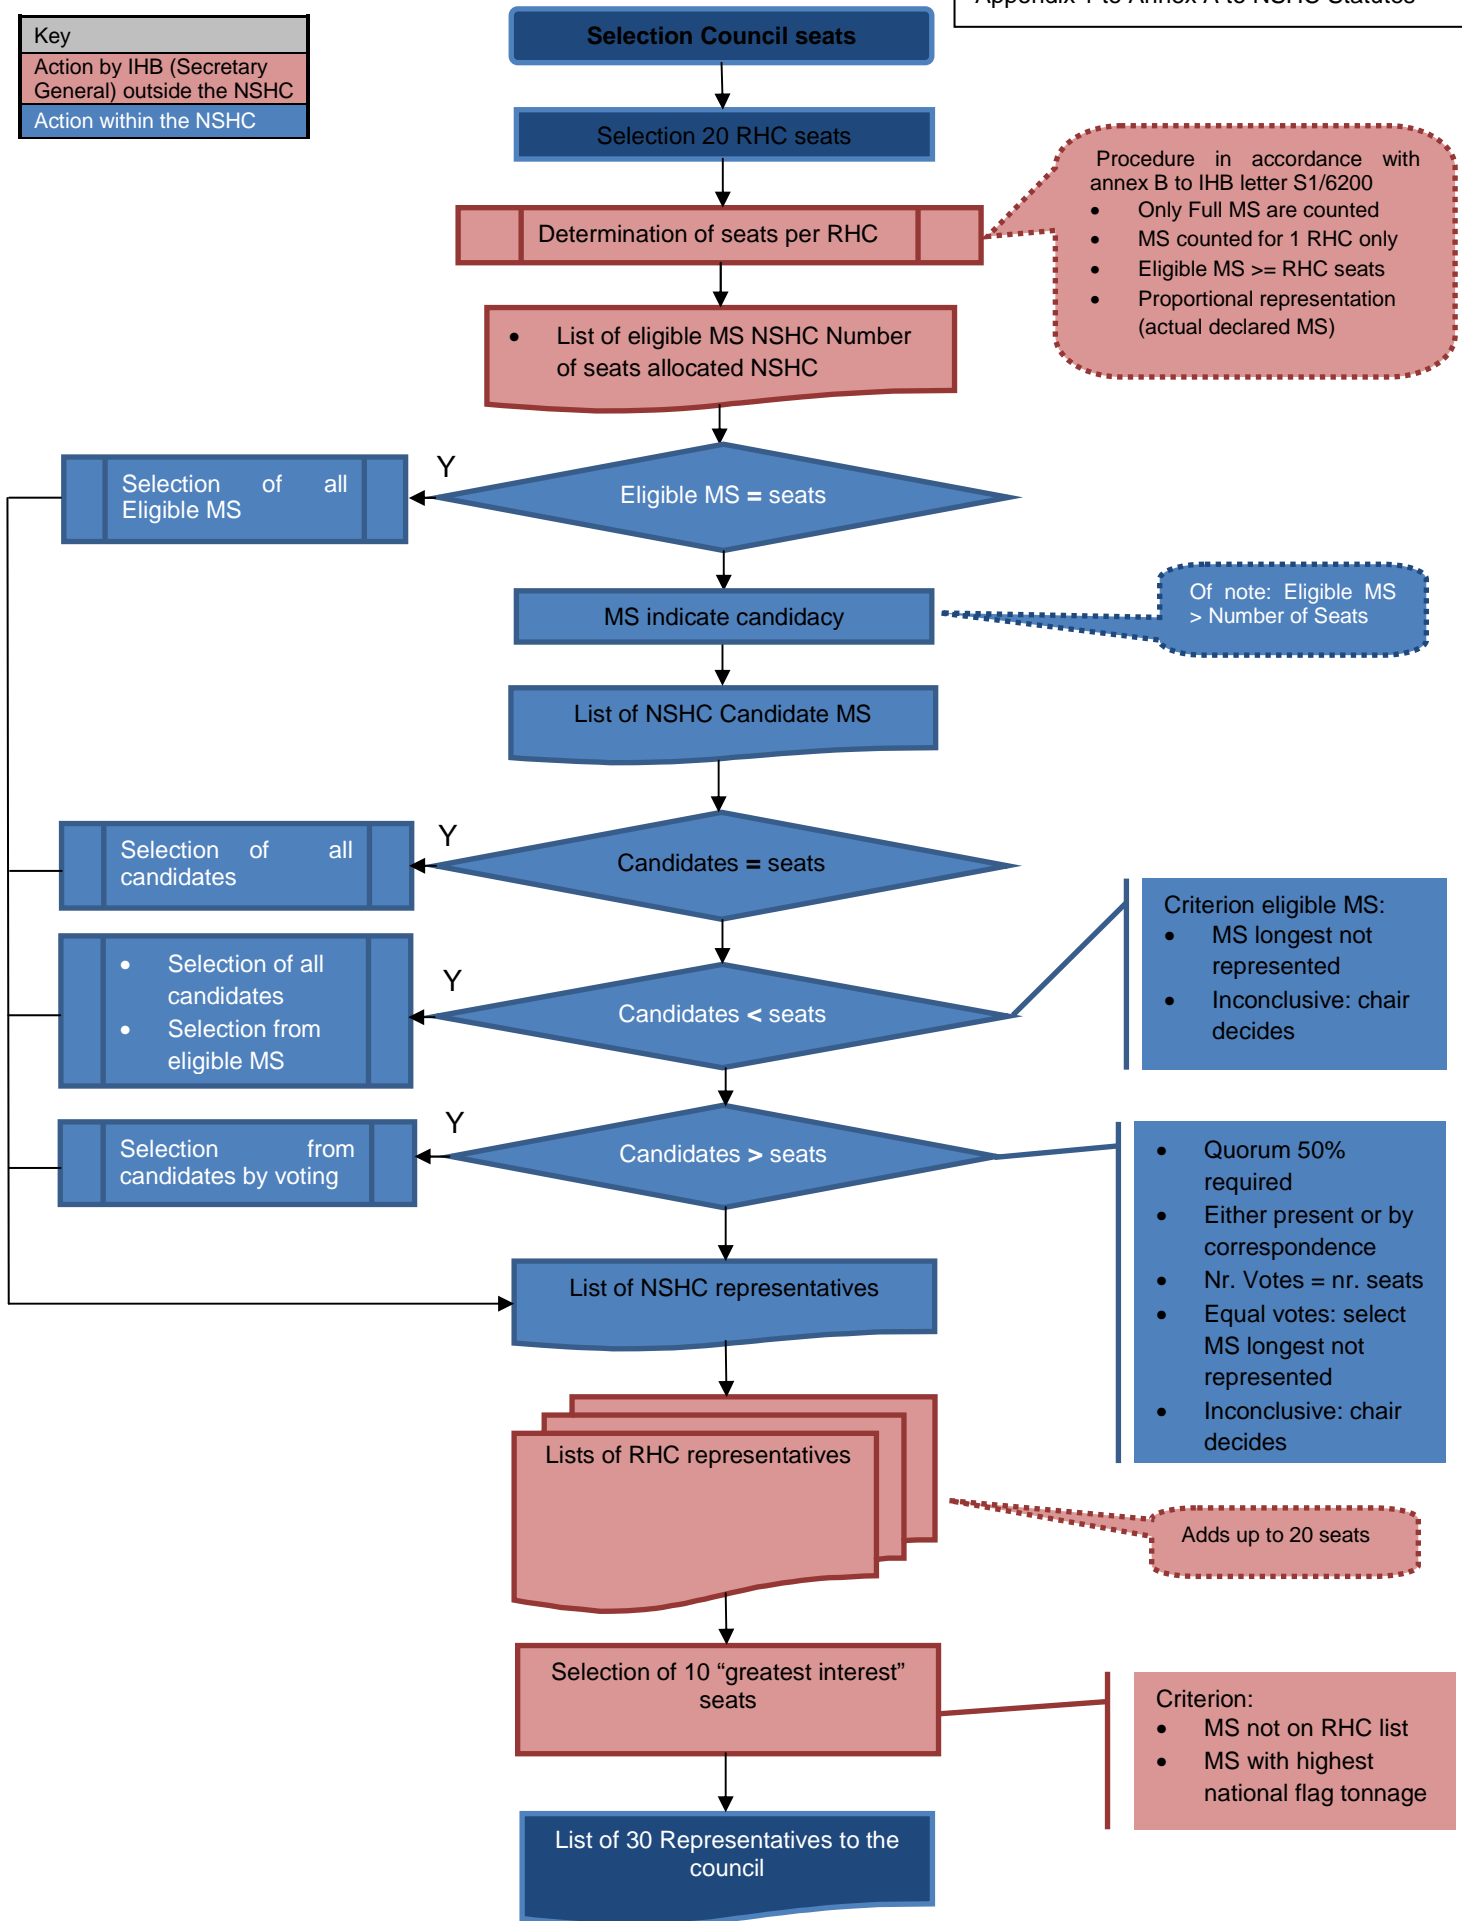 Appendix 1 to Annex A to NSHC Statutes
Key
Action by IHB (Secretary
General) outside the NSHC
Action within the NSHC
Selection Council seats
Selection 20 RHC seats
Determination of seats per RHC
Procedure in accordance with
annex B to IHB letter S1/6200
• Only Full MS are counted
• MS counted for 1 RHC only
• Eligible MS >= RHC seats
• Proportional representation
(actual declared MS)
• List of eligible MS NSHC Number
of seats allocated NSHC
Eligible MS = seats
Y
Selection of all
Eligible MS
MS indicate candidacy
Of note: Eligible MS
> Number of Seats
List of NSHC Candidate MS
Candidates = seats
Y
Selection of all
candidates
Candidates < seats
Y
• Selection of all
candidates
• Selection from
eligible MS
Criterion eligible MS:
• MS longest not
represented
• Inconclusive: chair
decides
Candidates > seats
Y
Selection from
candidates by voting
• Quorum 50%
required
• Either present or by
correspondence
• Nr. Votes = nr. seats
• Equal votes: select
MS longest not
represented
• Inconclusive: chair
decides
List of NSHC representatives
Lists of RHC representatives
Adds up to 20 seats
Selection of 10 “greatest interest”
seats
Criterion:
• MS not on RHC list
• MS with highest
national flag tonnage
List of 30 Representatives to the
council